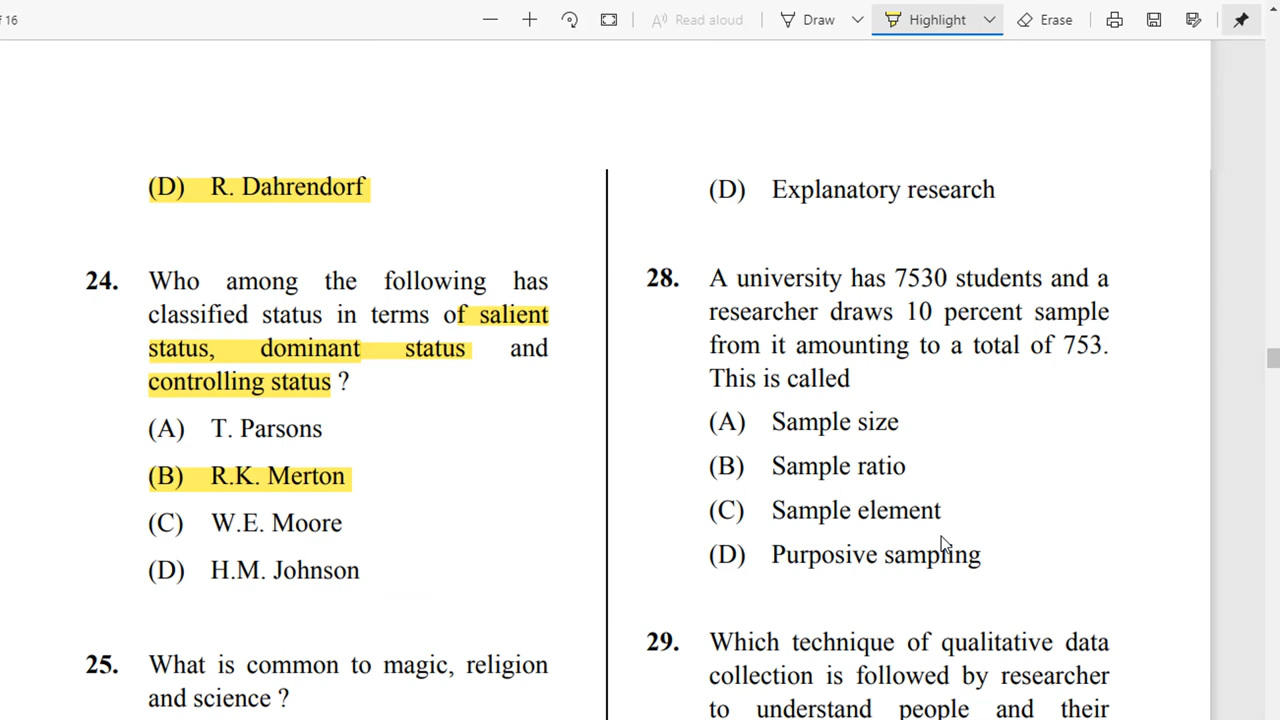 f 16
Read aloud
Draw
Highlight
Erase
(D) R. Dahrendorf
24. Who among the following has
classified status in terms of salient
status, dominant status and
controlling status ?
(A) T. Parsons
(B) R.K. Merton
(C) W.E. Moore
(D) H.M. Johnson
25. What is common to magic, religion
and science ?
(D) Explanatory research
28. A university has 7530 students and a
researcher draws 10 percent sample
from it amounting to a total of 753.
This is called
(A) Sample size
(B) Sample ratio
(C) Sample element
(D) Purposive sampling
29. Which technique of qualitative data
collection is followed by researcher
to understand people and their